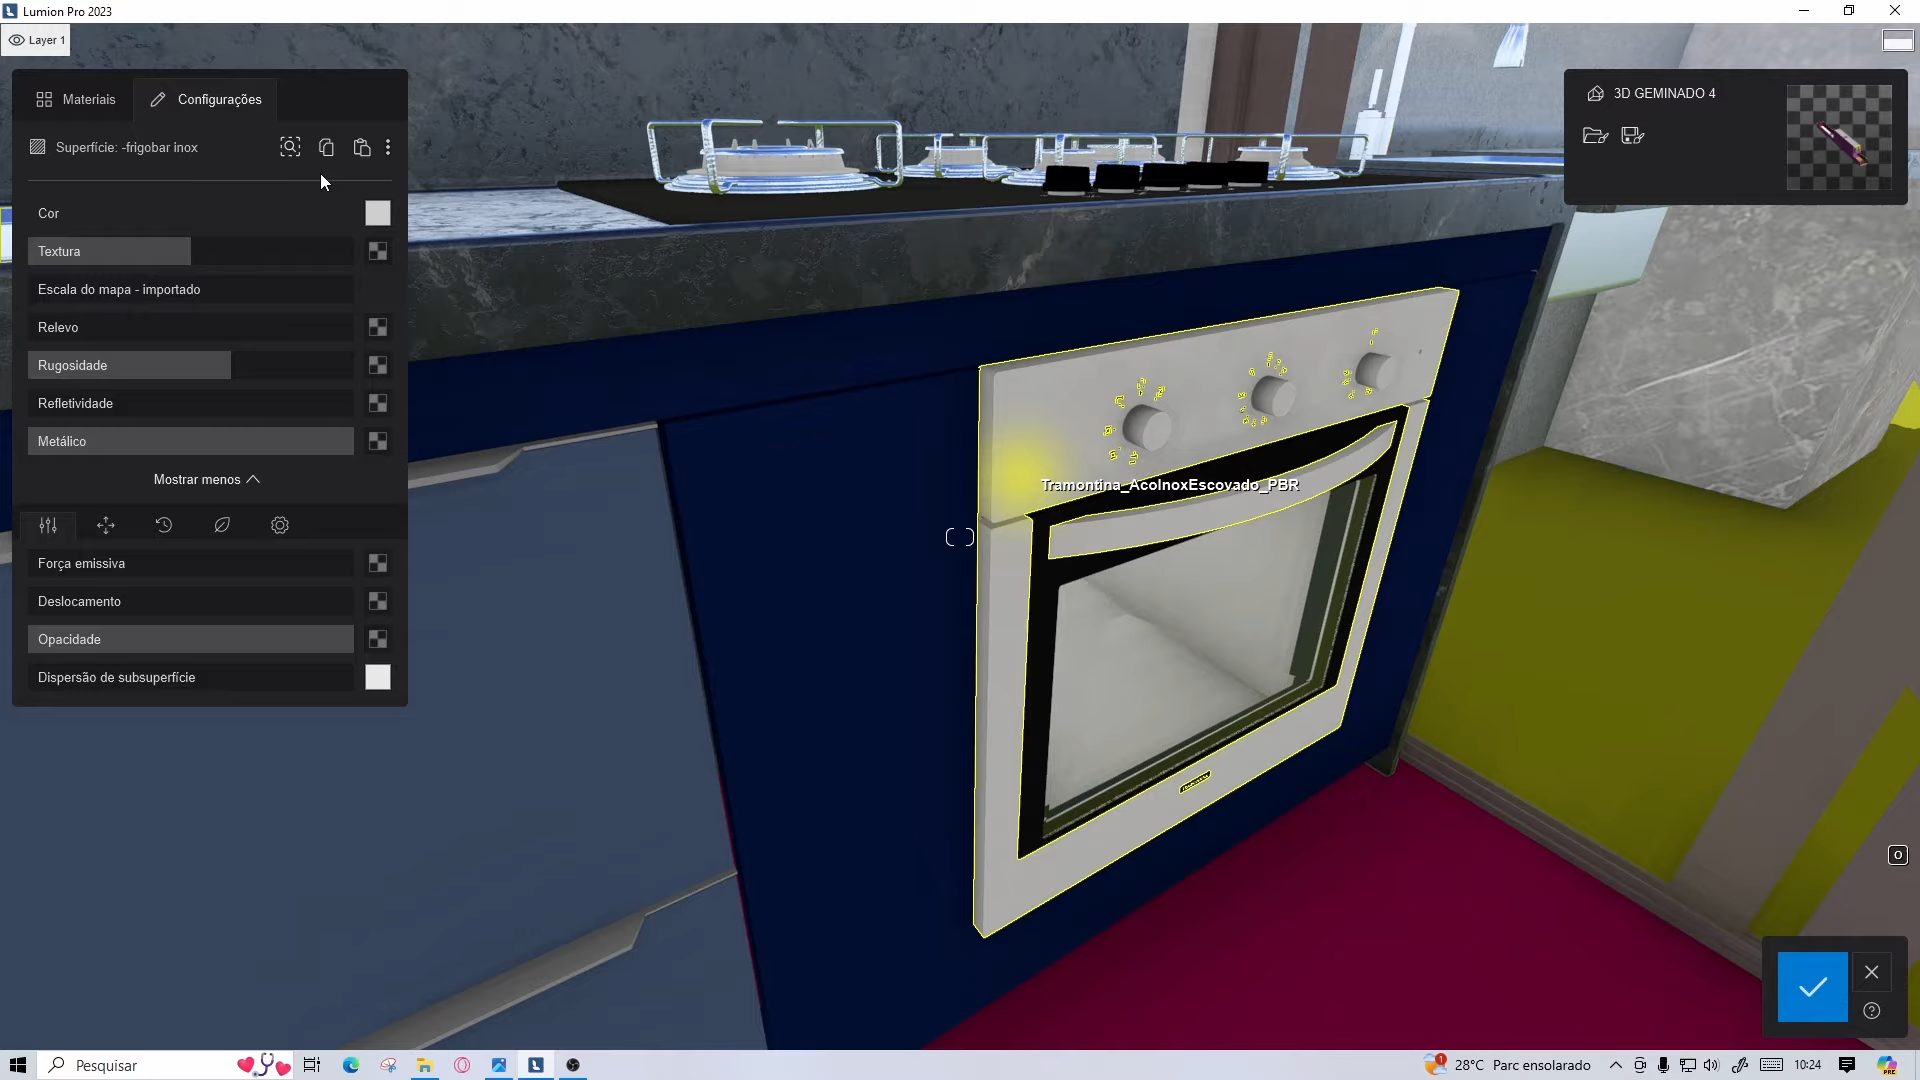 Lumion Pro 2023
Layer 1
Materiais
Configurações
Superfície: -frigobar inox
Cor
Textura
Escala do mapa - importado
Relevo
Rugosidade
Refletividade
Metálico
Mostrar menos
Força emissiva
Deslocamento
Opacidade
Dispersão de subsuperfície
3D GEMINADO 4
Tramontina_AcoInoxEscovado_PBR
O
Pesquisar
28°C Parc ensolarado
10:24